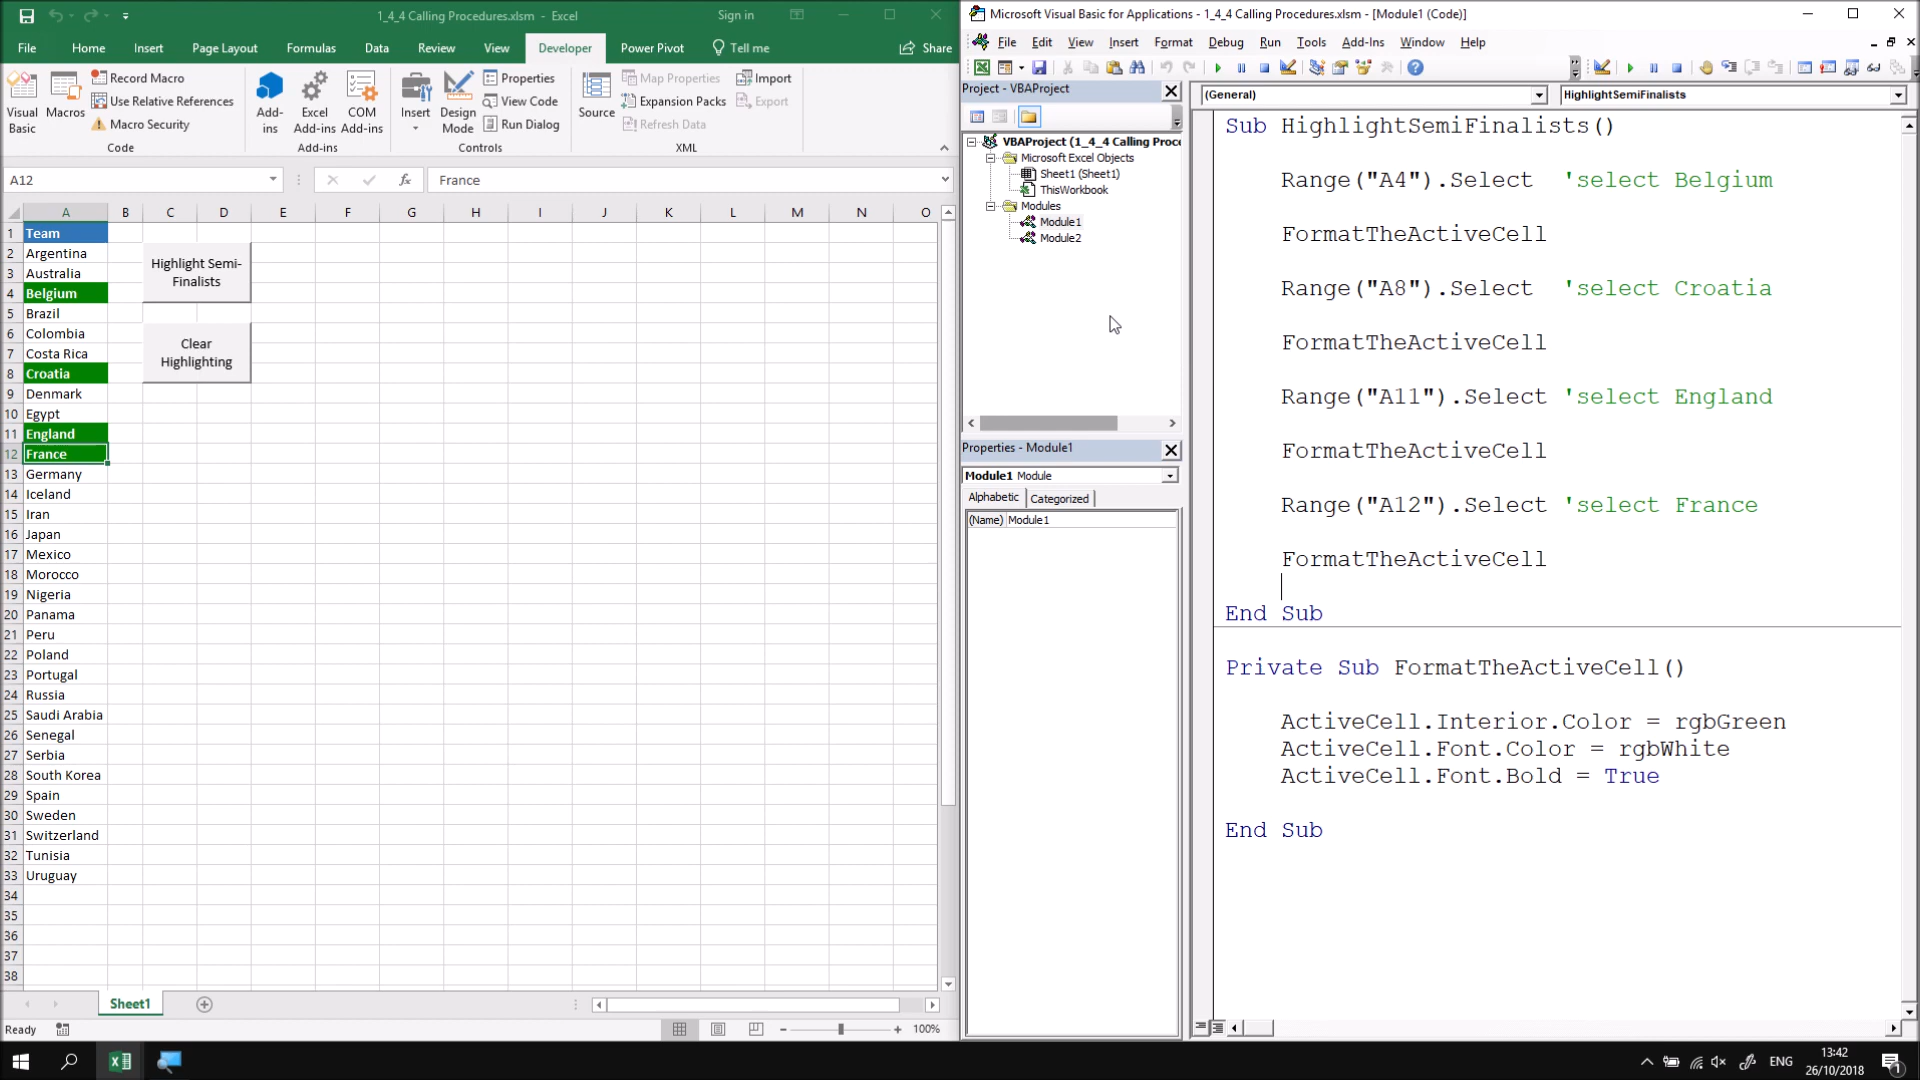 1_4_4 Calling Procedures.xlsm - Excel
Sign in
File Home Insert Page Layout Formulas Data Review View Developer Power Pivot Tell me Share
Visual Basic
Macros
Record Macro
Use Relative References
Macro Security
Code
Add-ins
Excel Add-ins
COM Add-ins
Add-ins
Insert
Design Mode
Properties
View Code
Run Dialog
Controls
Source
Map Properties
Expansion Packs
Refresh Data
Import
Export
XML
A12
fx
France
A B C D E F G H I J K L M N O
1 Team
2 Argentina
3 Australia
4 Belgium
5 Brazil
6 Colombia
7 Costa Rica
8 Croatia
9 Denmark
10 Egypt
11 England
12 France
13 Germany
14 Iceland
15 Iran
16 Japan
17 Mexico
18 Morocco
19 Nigeria
20 Panama
21 Peru
22 Poland
23 Portugal
24 Russia
25 Saudi Arabia
26 Senegal
27 Serbia
28 South Korea
29 Spain
30 Sweden
31 Switzerland
32 Tunisia
33 Uruguay
34
35
36
37
38
Highlight Semi-
Finalists
Clear
Highlighting
Sheet1
Ready
100%
Microsoft Visual Basic for Applications - 1_4_4 Calling Procedures.xlsm - [Module1 (Code)]
File Edit View Insert Format Debug Run Tools Add-Ins Window Help
Project - VBAProject
VBAProject (1_4_4 Calling Proce
Microsoft Excel Objects
Sheet1 (Sheet1)
ThisWorkbook
Modules
Module1
Module2
Properties - Module1
Module1 Module
Alphabetic Categorized
(Name) Module1
(General)
HighlightSemiFinalists
Sub HighlightSemiFinalists()
Range("A4").Select 'select Belgium
FormatTheActiveCell
Range("A8").Select 'select Croatia
FormatTheActiveCell
Range("A11").Select 'select England
FormatTheActiveCell
Range("A12").Select 'select France
FormatTheActiveCell
End Sub
Private Sub FormatTheActiveCell()
ActiveCell.Interior.Color = rgbGreen
ActiveCell.Font.Color = rgbWhite
ActiveCell.Font.Bold = True
End Sub
ENG
13:42
26/10/2018
1